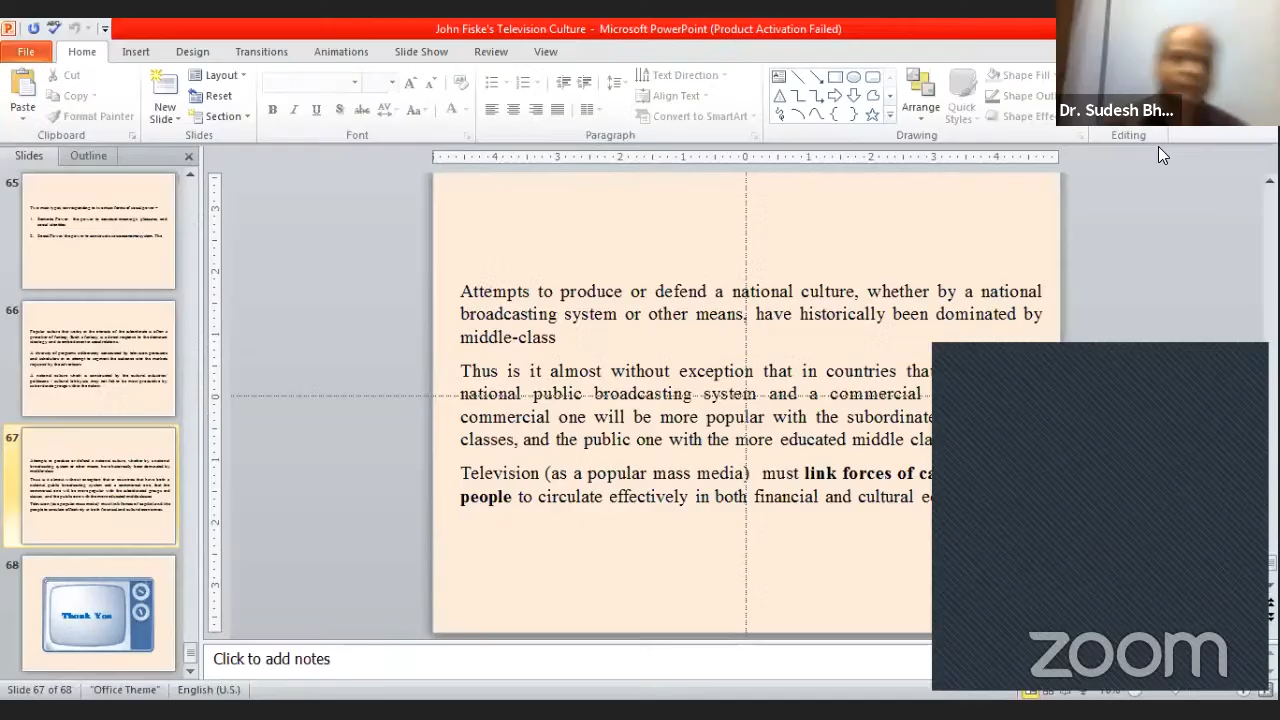 John Fiske's Television Culture - Microsoft PowerPoint (Product Activation Failed)
File Home Insert Design Transitions Animations Slide Show Review View
Cut
Copy
Format Painter
Paste
Clipboard
New
Slide
Layout
Reset
Section
Slides
Font
Text Direction
Align Text
Convert to SmartArt
Paragraph
Arrange
Quick
Styles
Shape Fill
Drawing
Editing
Dr. Sudesh Bh...
Slides Outline
65
66
67
68
Thank You
Attempts to produce or defend a national culture, whether by a national
broadcasting system or other means, have historically been dominated by
middle-class
Thus is it almost without exception that in countries
national public broadcasting system and a commercial
commercial one will be more popular with the subordinate
classes, and the public one with the more educated middle
Television (as a popular mass media) must link forces of
people to circulate effectively in both financial and cultural
Click to add notes
Slide 67 of 68 "Office Theme" English (U.S.)
zoom